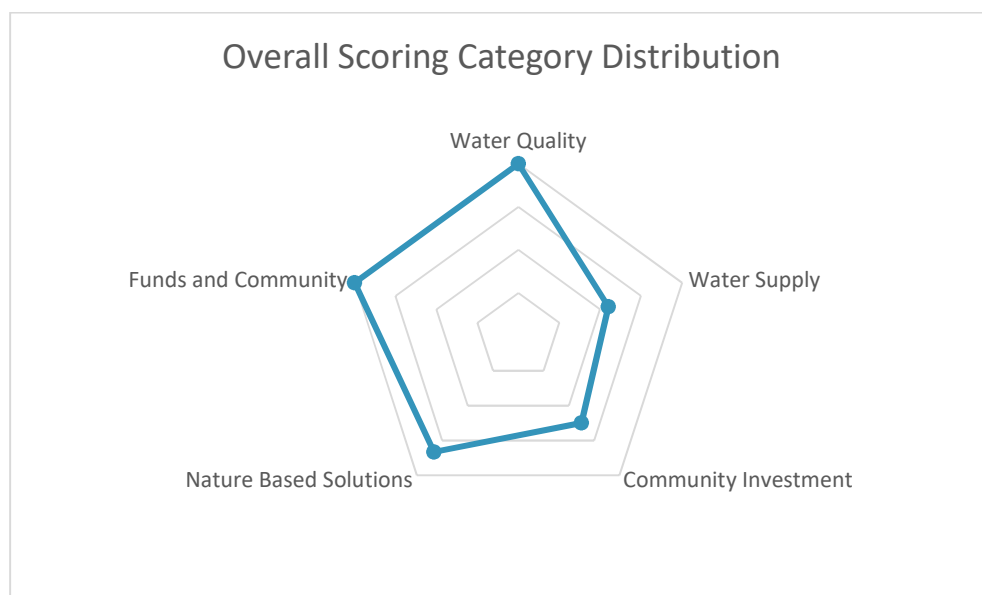 Overall Scoring Category Distribution
Water Quality
Funds and Community
Water Supply
Nature Based Solutions
Community Investment